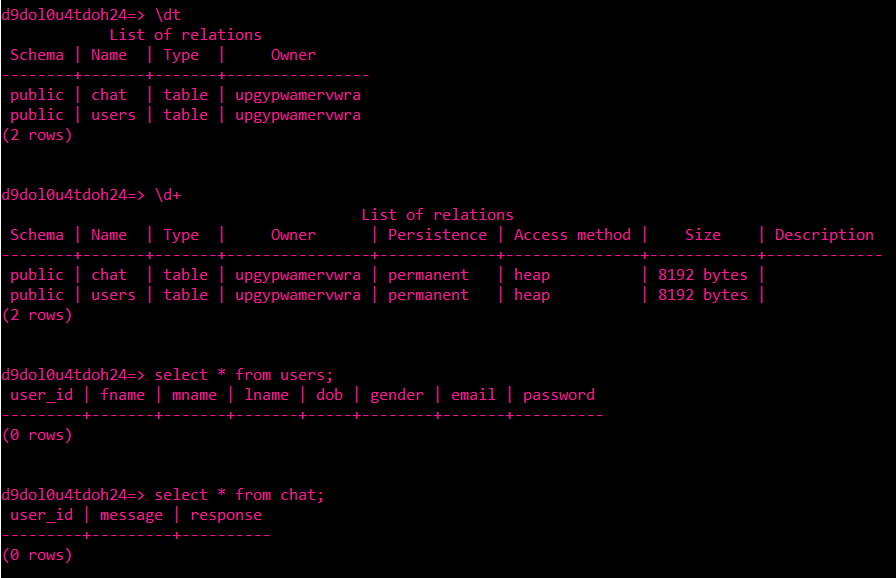 d9dol0u4tdoh24=> \dt
List of relations
Schema | Name | Type | Owner
--------+-------+-------+----------------
public | chat | table | upgypwamervwra
public | users | table | upgypwamervwra
(2 rows)
d9dol0u4tdoh24=> \d+
List of relations
Schema | Name | Type | Owner | Persistence | Access method | Size | Description
--------+-------+-------+----------------+-------------+---------------+------------+-------------
public | chat | table | upgypwamervwra | permanent | heap | 8192 bytes |
public | users | table | upgypwamervwra | permanent | heap | 8192 bytes |
(2 rows)
d9dol0u4tdoh24=> select * from users;
user_id | fname | mname | lname | dob | gender | email | password
---------+-------+-------+-------+-----+--------+-------+----------
(0 rows)
d9dol0u4tdoh24=> select * from chat;
user_id | message | response
---------+---------+----------
(0 rows)